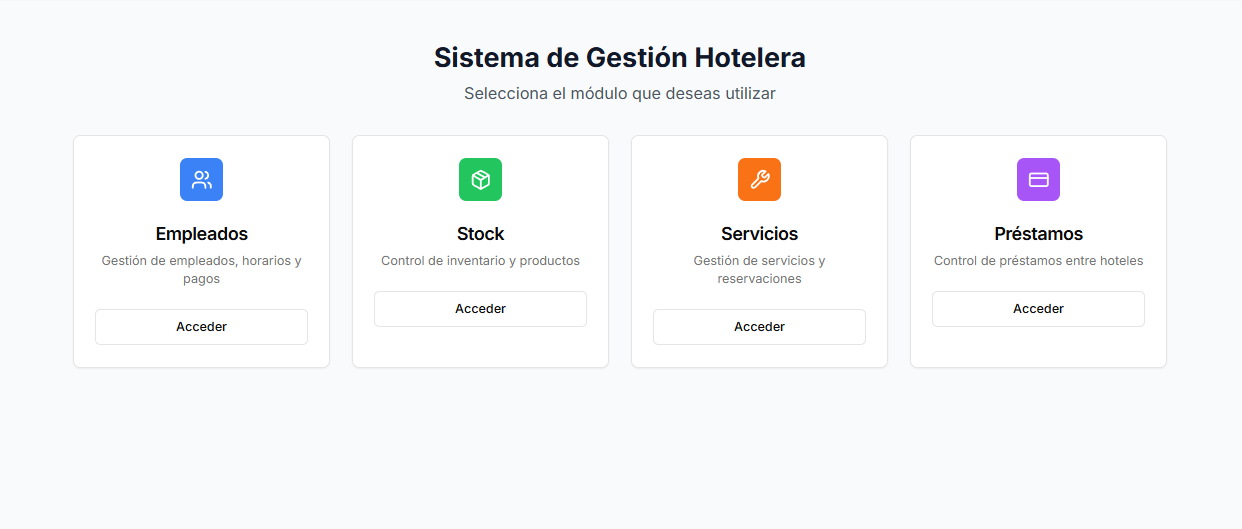 Sistema de Gestión Hotelera
Selecciona el módulo que deseas utilizar
Empleados
Gestión de empleados, horarios y
pagos
Acceder
Stock
Control de inventario y productos
Acceder
Servicios
Gestión de servicios y
reservaciones
Acceder
Préstamos
Control de préstamos entre hoteles
Acceder